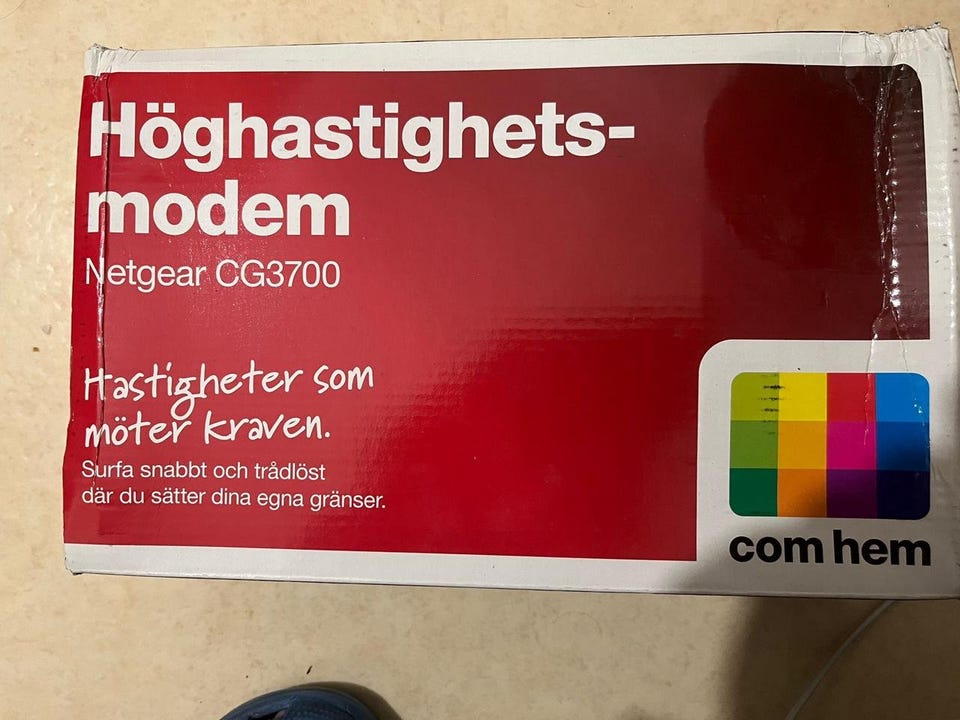 Höghastighets-
modem
Netgear CG3700
Hastigheter som
möter kraven.
Surfa snabbt och trådlöst
där du sätter dina egna gränser.
com hem